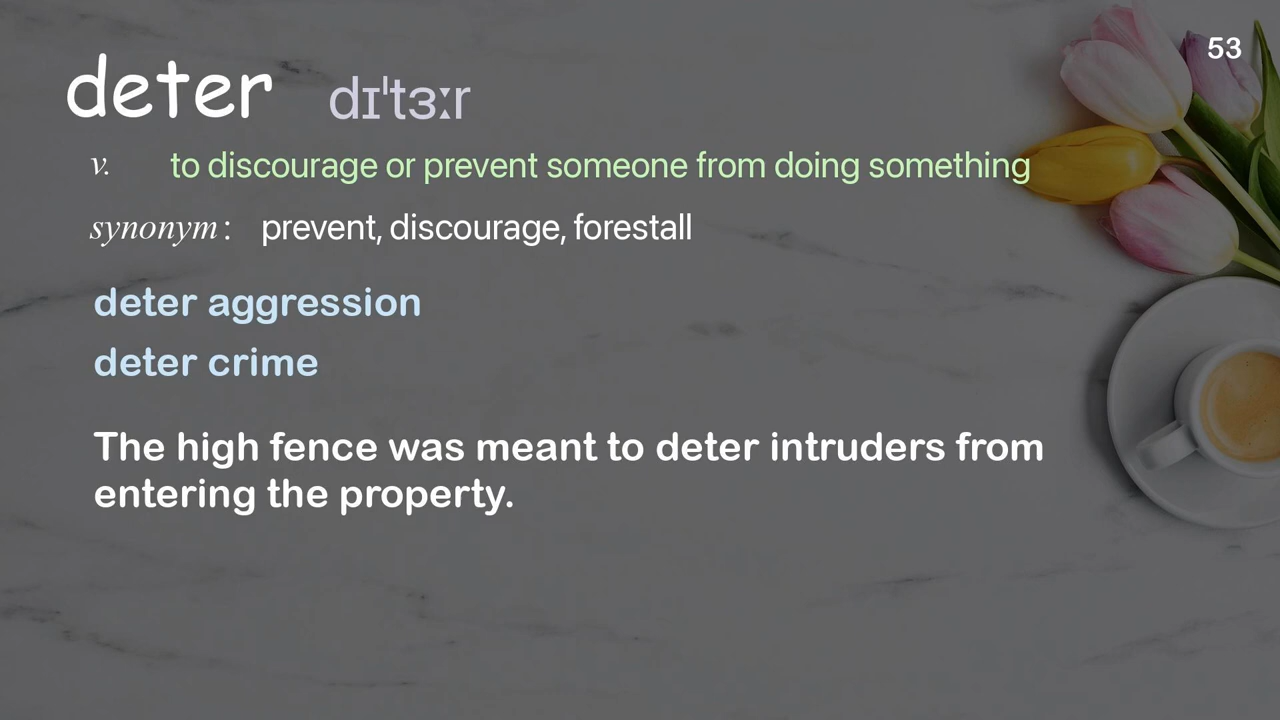 53
deter dɪˈtɜːr
v. to discourage or prevent someone from doing something
synonym : prevent, discourage, forestall
deter aggression
deter crime
The high fence was meant to deter intruders from
entering the property.